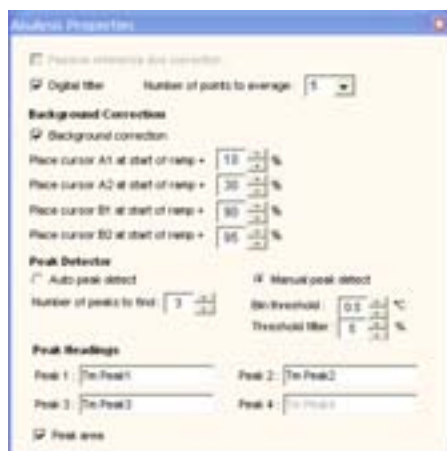 Analysis Properties
Passive reference dye correction
Digital filter Number of points to average: 5
Background Correction
Background correction
Place cursor A1 at start of ramp + 10 %
Place cursor A2 at start of ramp + 30 %
Place cursor B1 at start of ramp + 90 %
Place cursor B2 at start of ramp + 95 %
Peak Detector
Auto peak detect Manual peak detect
Number of peaks to find: 3 Bin threshold: 0.5 °C
Threshold filter 5 %
Peak Headings
Peak 1: Tm Peak1 Peak 2: Tm Peak2
Peak 3: Tm Peak3 Peak 4: Tm Peak4
Peak area